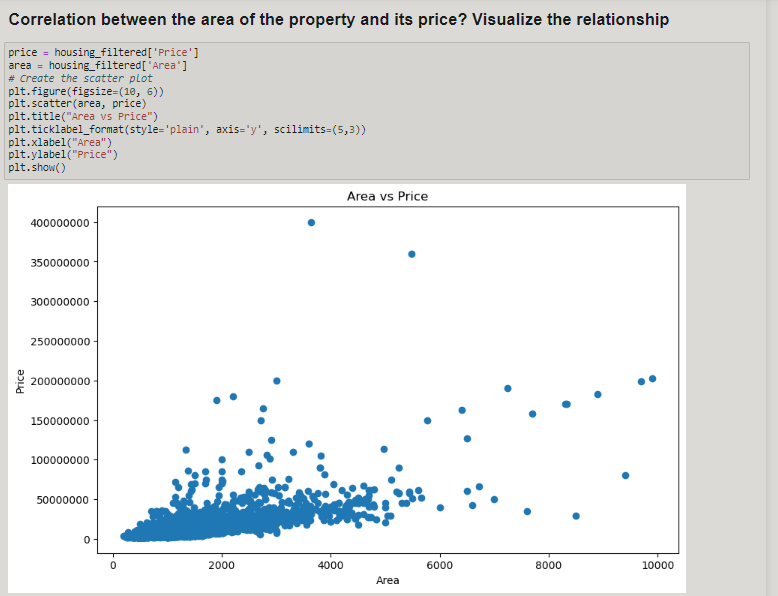 Correlation between the area of the property and its price? Visualize the relationship
price = housing_filtered['Price']
area = housing_filtered['Area']
# Create the scatter plot
plt.figure(figsize=(10, 6))
plt.scatter(area, price)
plt.title("Area vs Price")
plt.ticklabel_format(style='plain', axis='y', scilimits=(5,3))
plt.xlabel("Area")
plt.ylabel("Price")
plt.show()
Area vs Price
400000000
350000000
300000000
250000000
200000000
150000000
100000000
50000000
0
Price
0 2000 4000 6000 8000 10000
Area